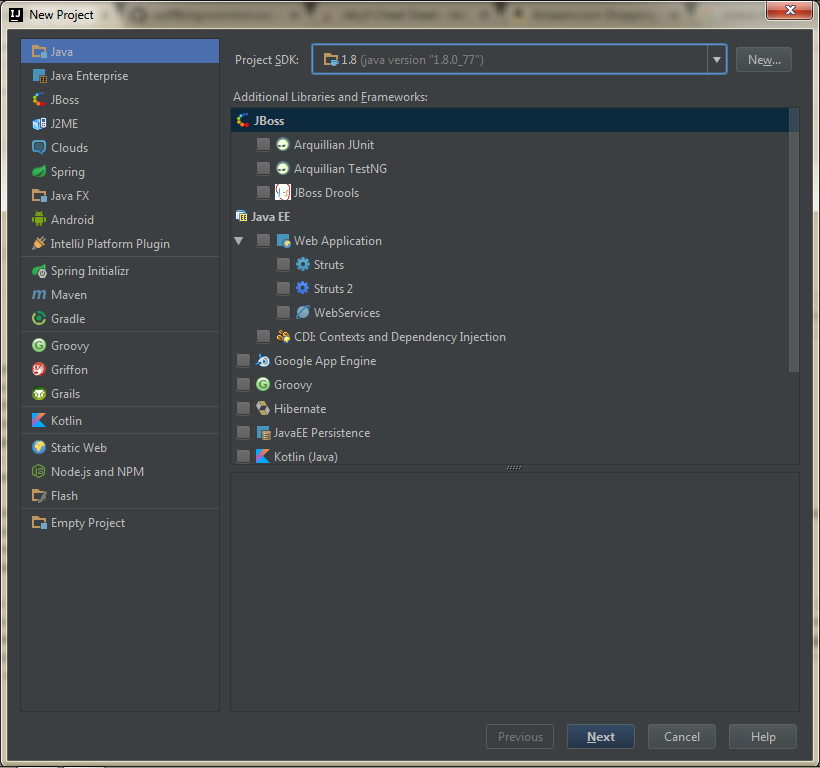 New Project
Java
Java Enterprise
JBoss
J2ME
Clouds
Spring
Java FX
Android
IntelliJ Platform Plugin
Spring Initializr
Maven
Gradle
Groovy
Griffon
Grails
Kotlin
Static Web
Node.js and NPM
Flash
Empty Project
Project SDK: 1.8 (java version "1.8.0_77") New...
Additional Libraries and Frameworks:
JBoss
Arquillian JUnit
Arquillian TestNG
JBoss Drools
Java EE
Web Application
Struts
Struts 2
WebServices
CDI: Contexts and Dependency Injection
Google App Engine
Groovy
Hibernate
JavaEE Persistence
Kotlin (Java)
Previous Next Cancel Help